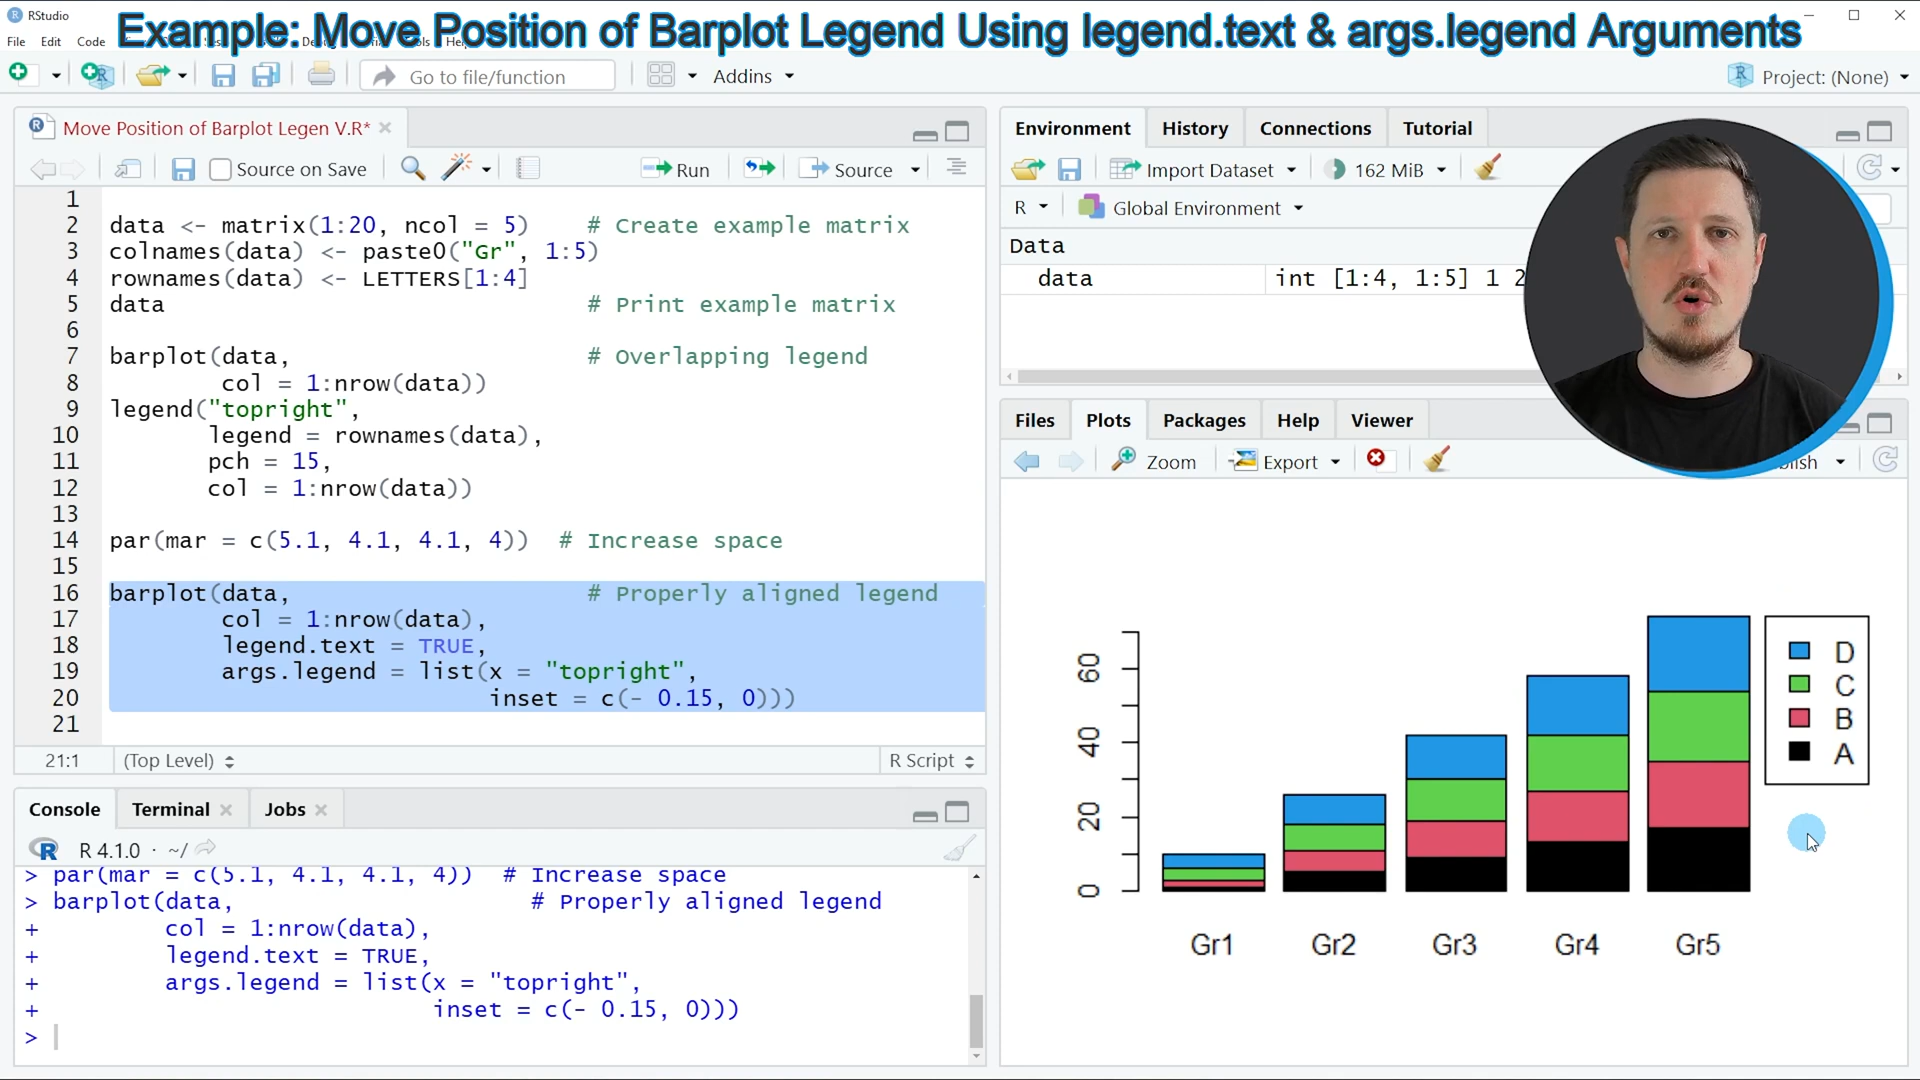 RStudio
Example: Move Position of Barplot Legend Using legend.text & args.legend Arguments
File Edit Code
Go to file/function
Addins
Project: (None)
Move Position of Barplot Legen V.R*
Source on Save
Run
Source
1
2 data <- matrix(1:20, ncol = 5) # Create example matrix
3 colnames(data) <- paste0("Gr", 1:5)
4 rownames(data) <- LETTERS[1:4]
5 data # Print example matrix
6
7 barplot(data, # Overlapping legend
8 col = 1:nrow(data))
9 legend("topright",
10 legend = rownames(data),
11 pch = 15,
12 col = 1:nrow(data))
13
14 par(mar = c(5.1, 4.1, 4.1, 4)) # Increase space
15
16 barplot(data, # Properly aligned legend
17 col = 1:nrow(data),
18 legend.text = TRUE,
19 args.legend = list(x = "topright",
20 inset = c(- 0.15, 0)))
21
21:1 (Top Level) R Script
Console Terminal Jobs
R 4.1.0 · ~/
> par(mar = c(5.1, 4.1, 4.1, 4)) # Increase space
> barplot(data, # Properly aligned legend
+ col = 1:nrow(data),
+ legend.text = TRUE,
+ args.legend = list(x = "topright",
+ inset = c(- 0.15, 0)))
>
Environment History Connections Tutorial
Import Dataset 162 MiB
R Global Environment
Data
data int [1:4, 1:5] 1 2
Files Plots Packages Help Viewer
Zoom Export
60
40
20
0
D
C
B
A
Gr1 Gr2 Gr3 Gr4 Gr5